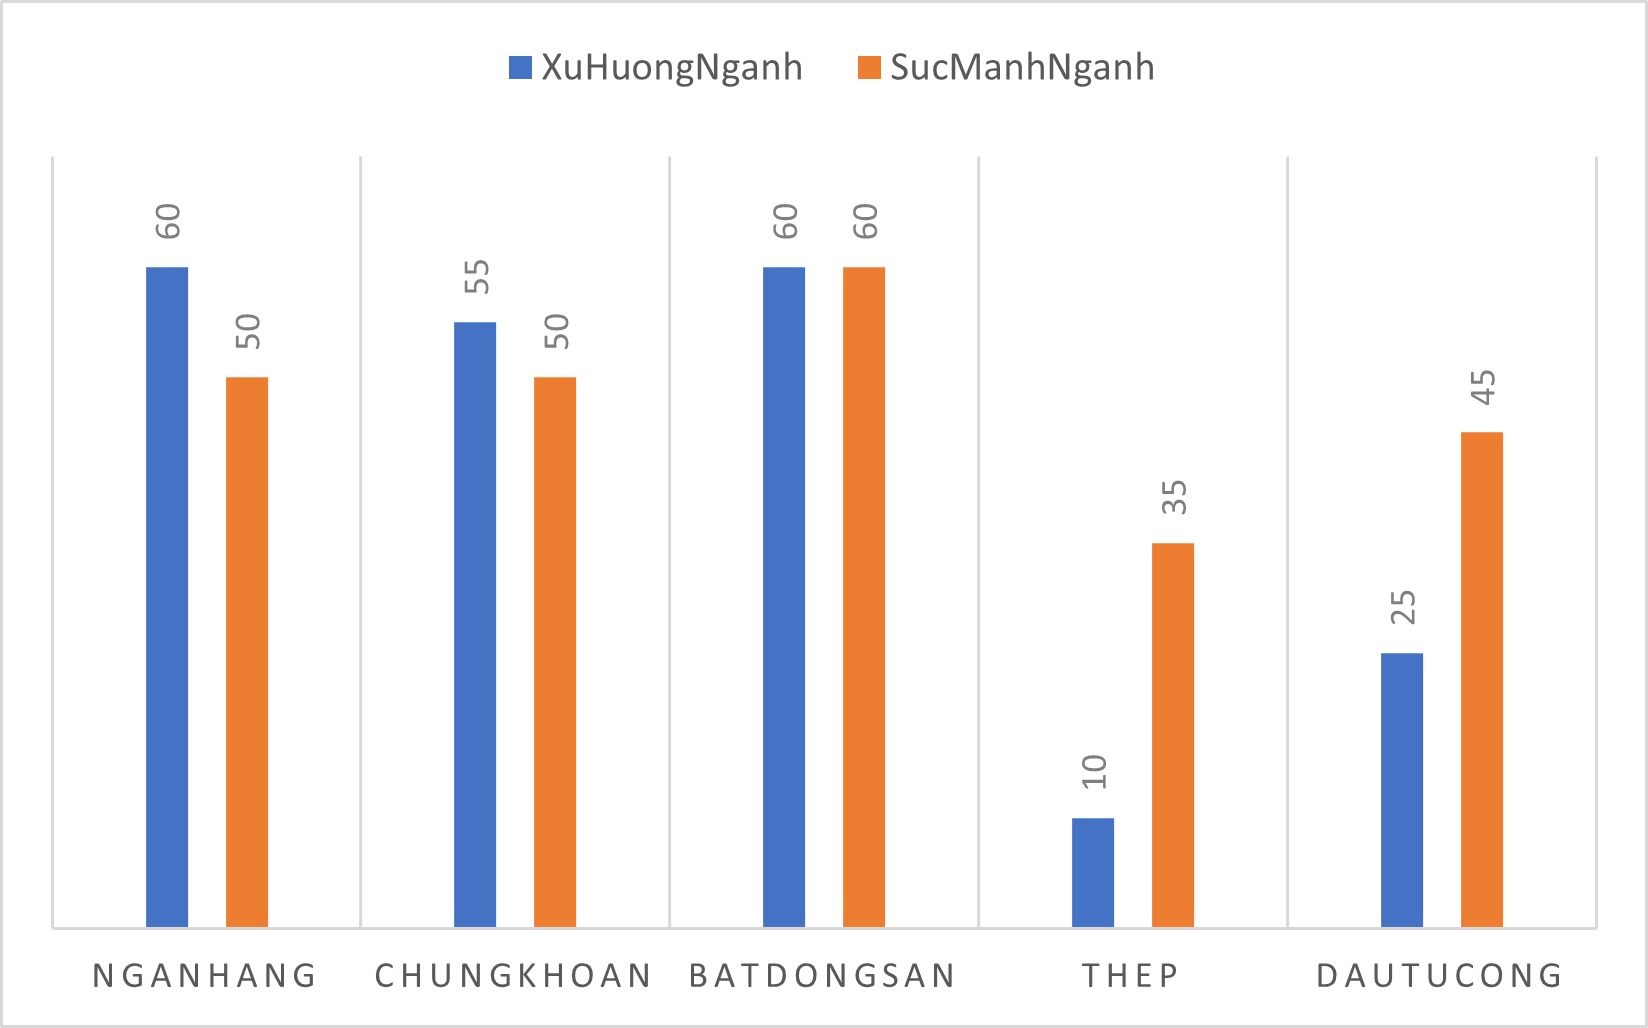 XuHuongNganh SucManhNganh
60 50 55 50 60 60 10 35 25 45
NGANHANG CHUNGKHOAN BATDONGSAN THEP DAUTUCONG